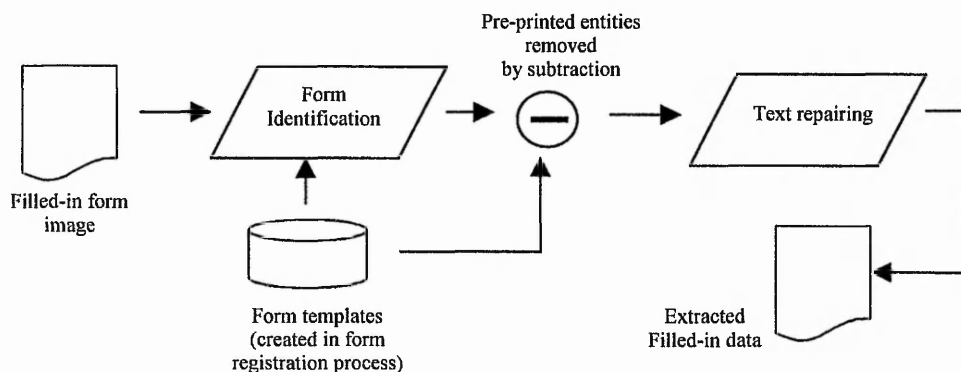 Pre-printed entities
removed
by subtraction
Form
Identification
Text repairing
Filled-in form
image
Form templates
(created in form
registration process)
Extracted
Filled-in data